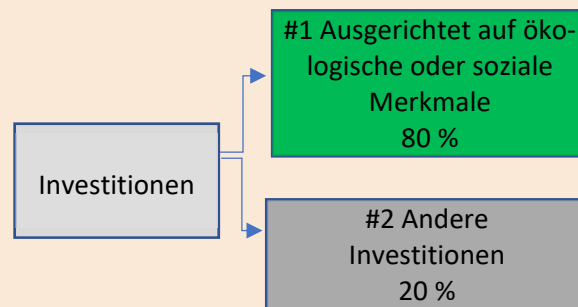 #1 Ausgerichtet auf öko-
logische oder soziale
Merkmale
80 %
Investitionen
#2 Andere
Investitionen
20 %